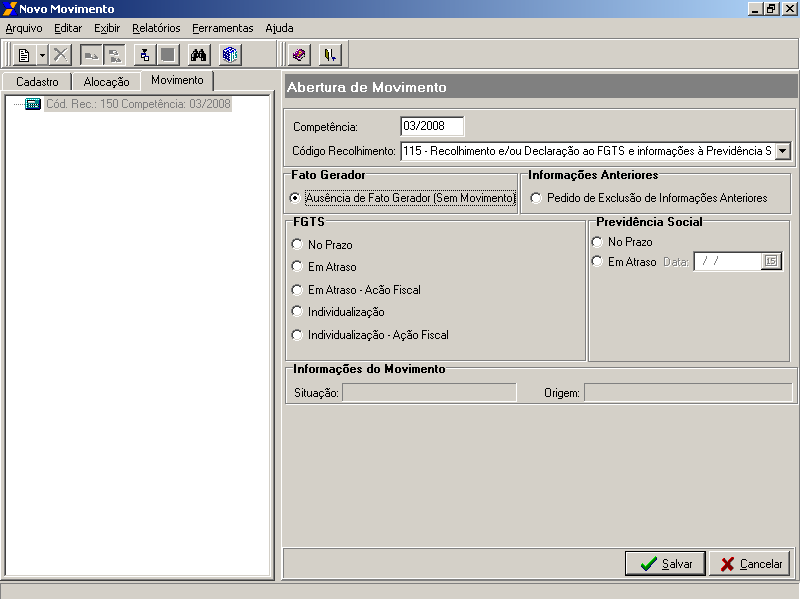 Novo Movimento
Arquivo Editar Exibir Relatórios Ferramentas Ajuda
Cadastro Alocação Movimento
Cód. Rec.: 150 Competência: 03/2008
Abertura de Movimento
Competência: 03/2008
Código Recolhimento: 115 - Recolhimento e/ou Declaração ao FGTS e informações à Previdência S
Fato Gerador
Ausência de Fato Gerador (Sem Movimento)
Informações Anteriores
Pedido de Exclusão de Informações Anteriores
FGTS
No Prazo
Em Atraso
Em Atraso - Acão Fiscal
Individualização
Individualização - Ação Fiscal
Previdência Social
No Prazo
Em Atraso Data: / / 15
Informações do Movimento
Situação: Origem:
Salvar Cancelar